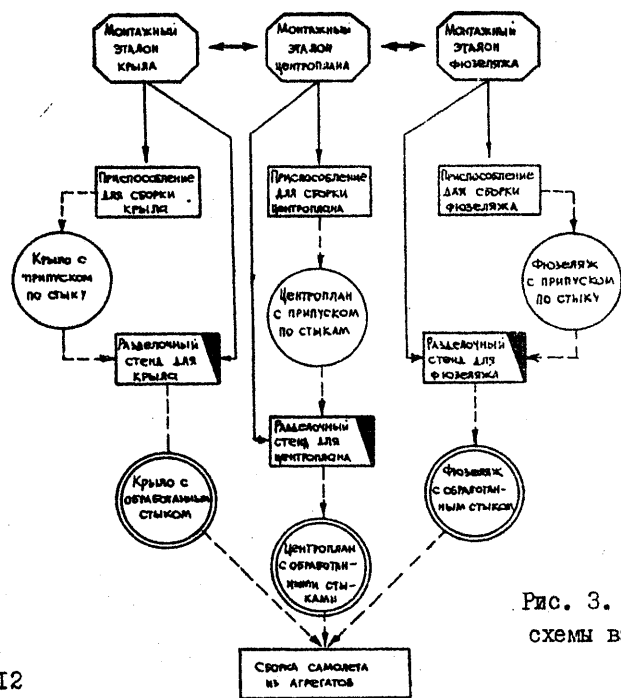 Монтажный
эталон
крыла
Монтажный
эталон
центроплана
Монтажный
эталон
фюзеляжа
Приспособление
для сборки
крыла
Приспособление
для сборки
центроплана
Приспособление
для сборки
фюзеляжа
Крыло с
припуском
по стыку
Центроплан
с припуском
по стыкам
Фюзеляж
с припуском
по стыку
Разделочный
стенд для
крыла
Разделочный
стенд для
фюзеляжа
Разделочный
стенд для
центроплана
Крыло с
обработанным
стыком
Фюзеляж
с обработан-
ным стыком
Центроплан
с обработан-
ными сты-
ками
Рис. 3.
схемы в
Сборка самолета
из агрегатов
12